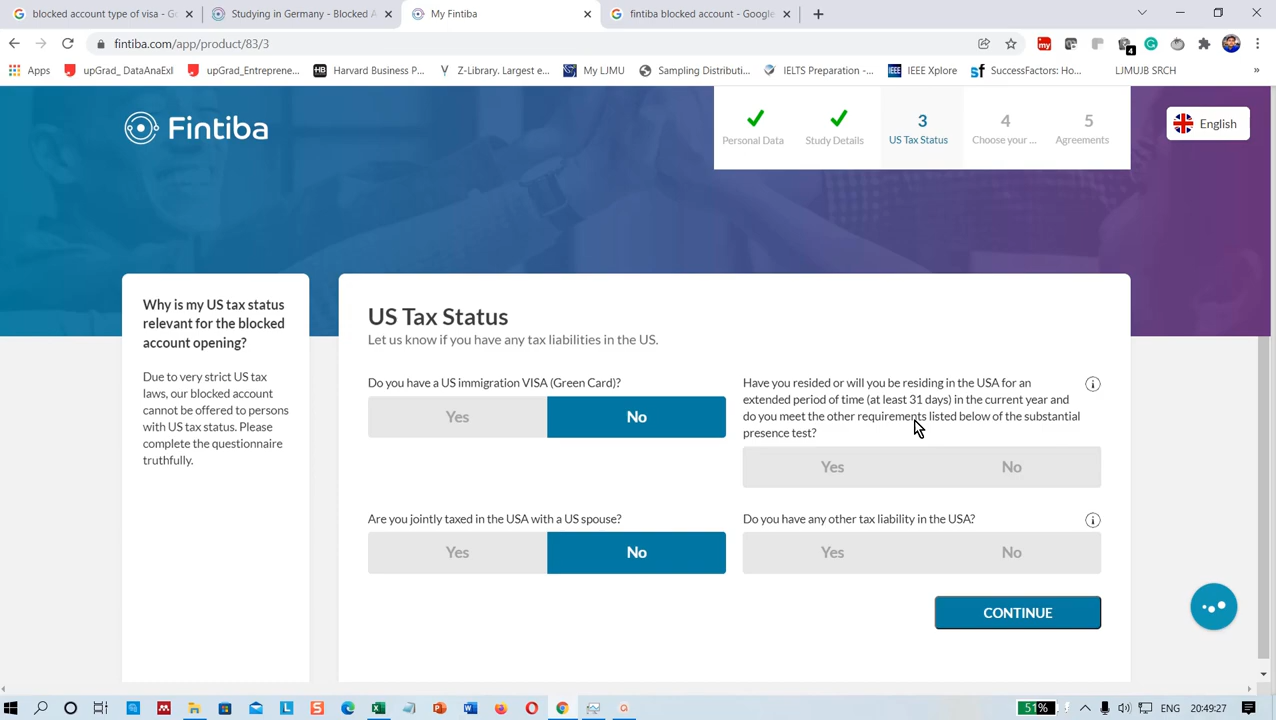 blocked account type of visa - Go
Studying in Germany - Blocked A
My Fintiba
fintiba blocked account - Google
fintiba.com/app/product/83/3
Apps
upGrad_ DataAnaExl
upGrad_Entreprene...
Harvard Business P...
Z-Library. Largest e...
My LJMU
Sampling Distributi...
IELTS Preparation -...
IEEE Xplore
SuccessFactors: Ho...
LJMUJB SRCH
»
Fintiba
3
4
5
Personal Data
Study Details
US Tax Status
Choose your ...
Agreements
English
Why is my US tax status
relevant for the blocked
account opening?
Due to very strict US tax
laws, our blocked account
cannot be offered to persons
with US tax status. Please
complete the questionnaire
truthfully.
US Tax Status
Let us know if you have any tax liabilities in the US.
Do you have a US immigration VISA (Green Card)?
Yes
No
Have you resided or will you be residing in the USA for an
extended period of time (at least 31 days) in the current year and
do you meet the other requirements listed below of the substantial
presence test?
Yes
No
Are you jointly taxed in the USA with a US spouse?
Yes
No
Do you have any other tax liability in the USA?
Yes
No
CONTINUE
51%
ENG
20:49:27